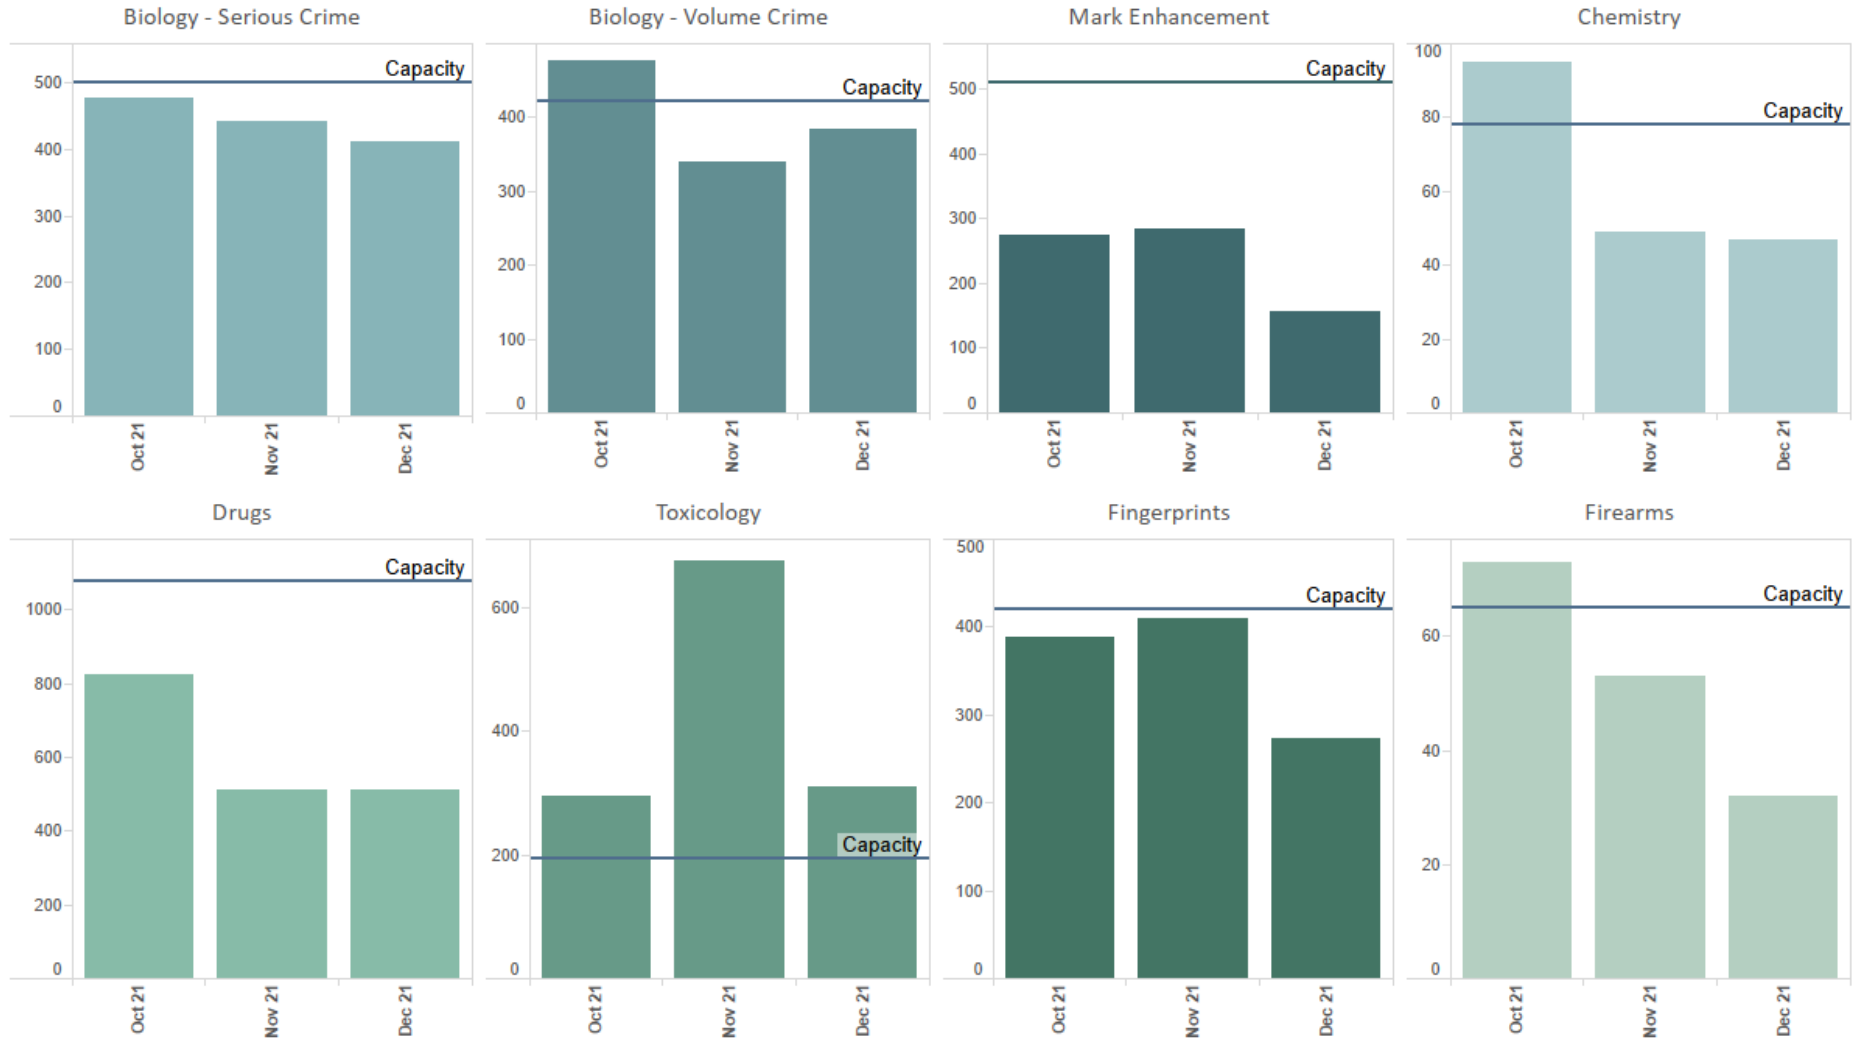 Biology - Serious Crime
Capacity
500
400
300
200
100
0
Oct 21
Nov 21
Dec 21
Biology - Volume Crime
Capacity
400
300
200
100
0
Oct 21
Nov 21
Dec 21
Mark Enhancement
Capacity
500
400
300
200
100
0
Oct 21
Nov 21
Dec 21
Chemistry
100
Capacity
80
60
40
20
0
Oct 21
Nov 21
Dec 21
Drugs
Capacity
1000
800
600
400
200
0
Oct 21
Nov 21
Dec 21
Toxicology
600
400
Capacity
200
0
Oct 21
Nov 21
Dec 21
Fingerprints
500
Capacity
400
300
200
100
0
Oct 21
Nov 21
Dec 21
Firearms
Capacity
60
40
20
0
Oct 21
Nov 21
Dec 21